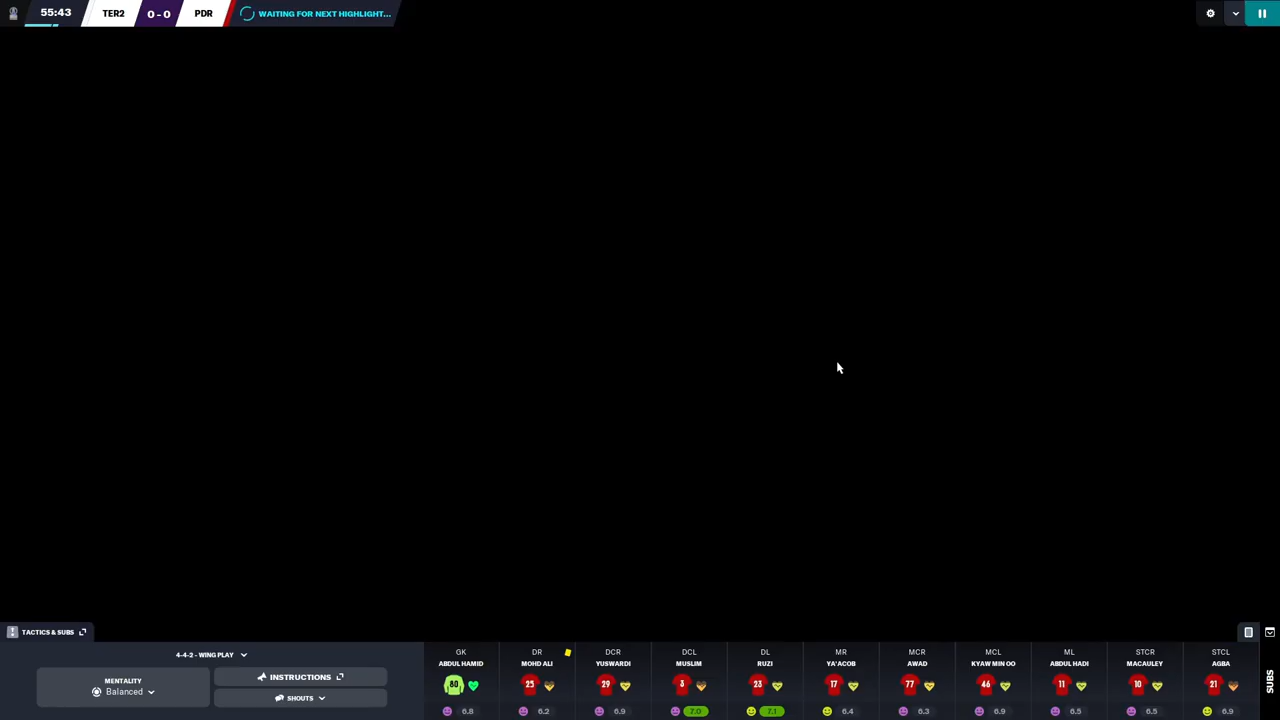 55:43 TER2 0 - 0 PDR WAITING FOR NEXT HIGHLIGHT...
TACTICS & SUBS
4-4-2 - WING PLAY
MENTALITY
Balanced
INSTRUCTIONS
SHOUTS
GK DR DCR DCL DL MR MCR MCL ML STCR STCL
ABDUL HAMID MOHD ALI YUSWARDI MUSLIM RUZI YA'ACOB AWAD KYAW MIN OO ABDUL HADI MACAULEY AGBA
80 25 29 3 23 17 77 46 11 10 21
6.8 6.2 6.9 7.0 7.1 6.4 6.3 6.9 6.5 6.5 6.9
SUBS